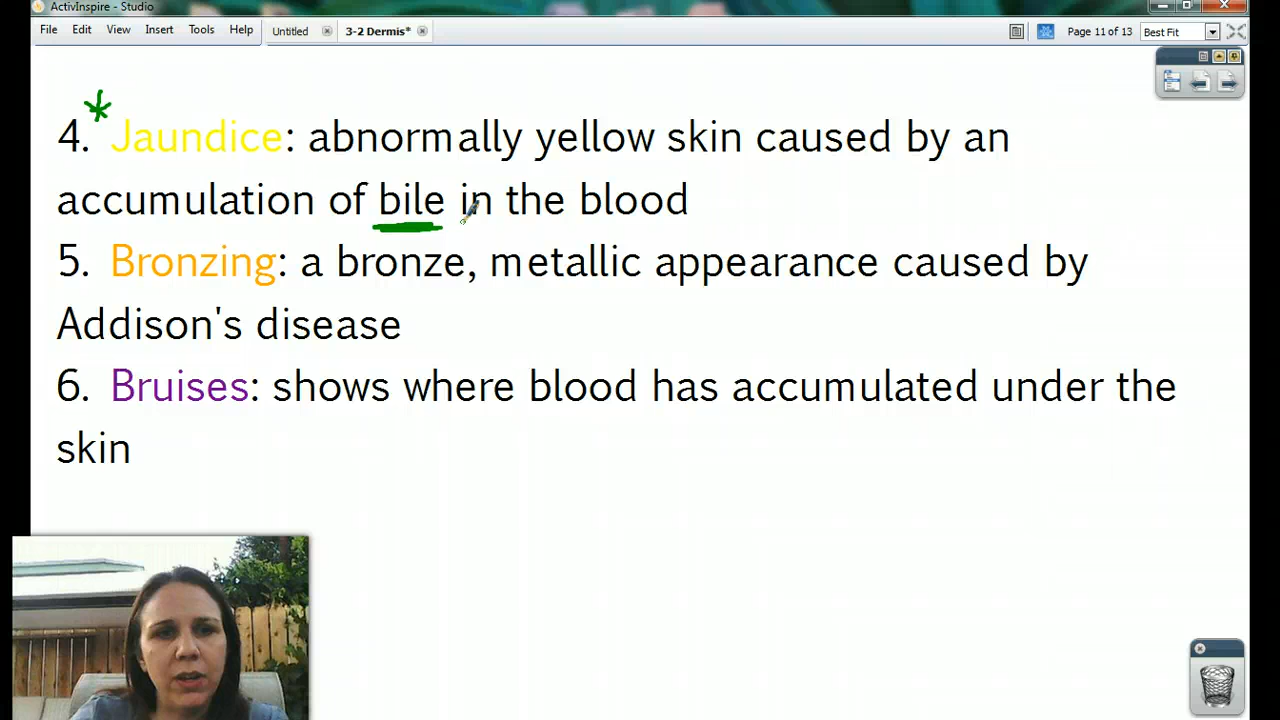 ActivInspire - Studio
File Edit View Insert Tools Help Untitled 3-2 Dermis* Page 11 of 13 Best Fit
4. *Jaundice: abnormally yellow skin caused by an
accumulation of bile in the blood
5. Bronzing: a bronze, metallic appearance caused by
Addison's disease
6. Bruises: shows where blood has accumulated under the
skin